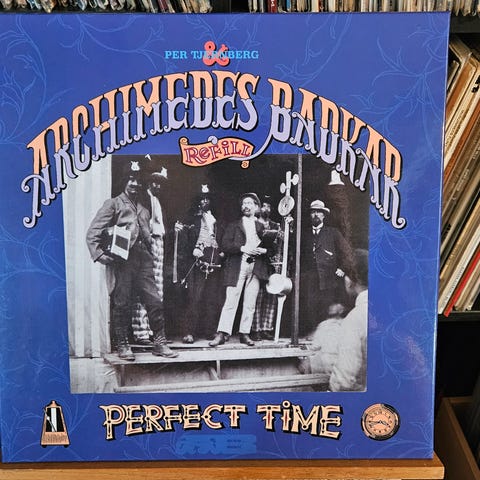 PER TJERNBERG
&
ARCHIMEDES BADKAR
REFILL
PERFECT TIME